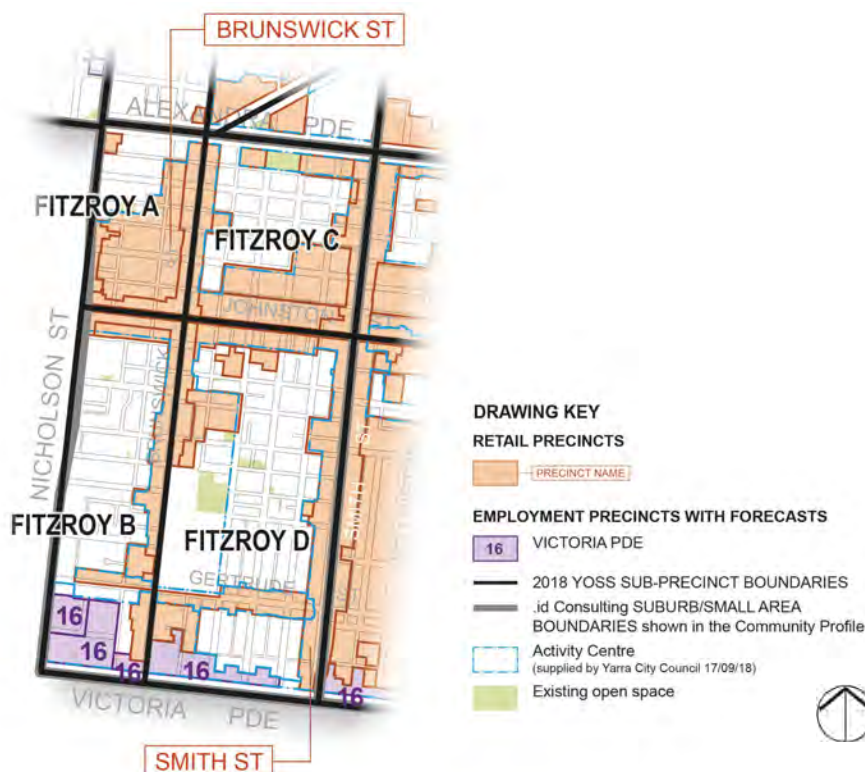 BRUNSWICK ST
ALEXANDRA PDE
FITZROY A
FITZROY C
JOHNSTON ST
NICHOLSON ST
BRUNSWICK
SMITH ST
FITZROY B
FITZROY D
GERTRUDE ST
16
16
16
16
16
VICTORIA PDE
SMITH ST
DRAWING KEY
RETAIL PRECINCTS
PRECINCT NAME
EMPLOYMENT PRECINCTS WITH FORECASTS
16 VICTORIA PDE
2018 YOSS SUB-PRECINCT BOUNDARIES
.id Consulting SUBURB/SMALL AREA
BOUNDARIES shown in the Community Profile
Activity Centre
(supplied by Yarra City Council 17/09/18)
Existing open space